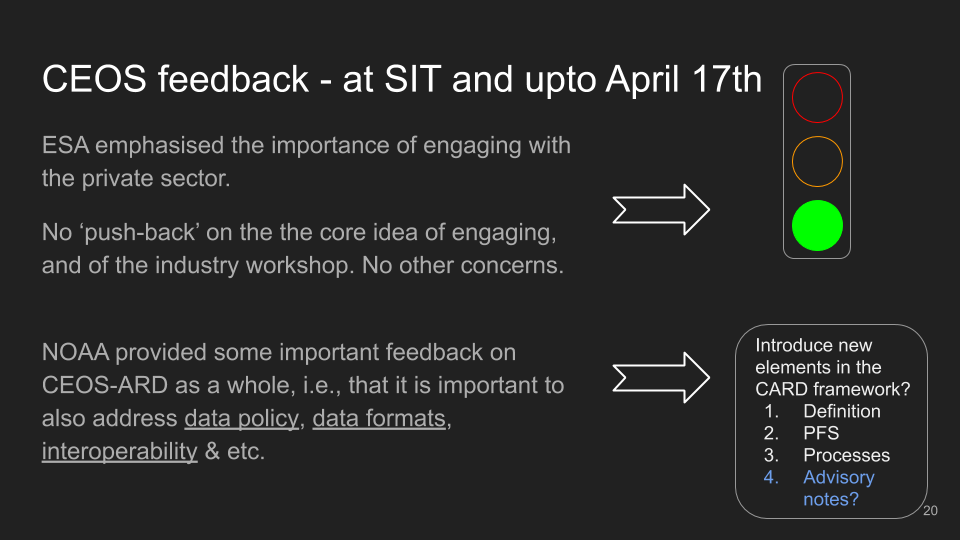 CEOS feedback - at SIT and upto April 17th
ESA emphasised the importance of engaging with
the private sector.
No ‘push-back’ on the the core idea of engaging,
and of the industry workshop. No other concerns.
NOAA provided some important feedback on
CEOS-ARD as a whole, i.e., that it is important to
also address data policy, data formats,
interoperability & etc.
Introduce new
elements in the
CARD framework?
1. Definition
2. PFS
3. Processes
4. Advisory
notes?
20